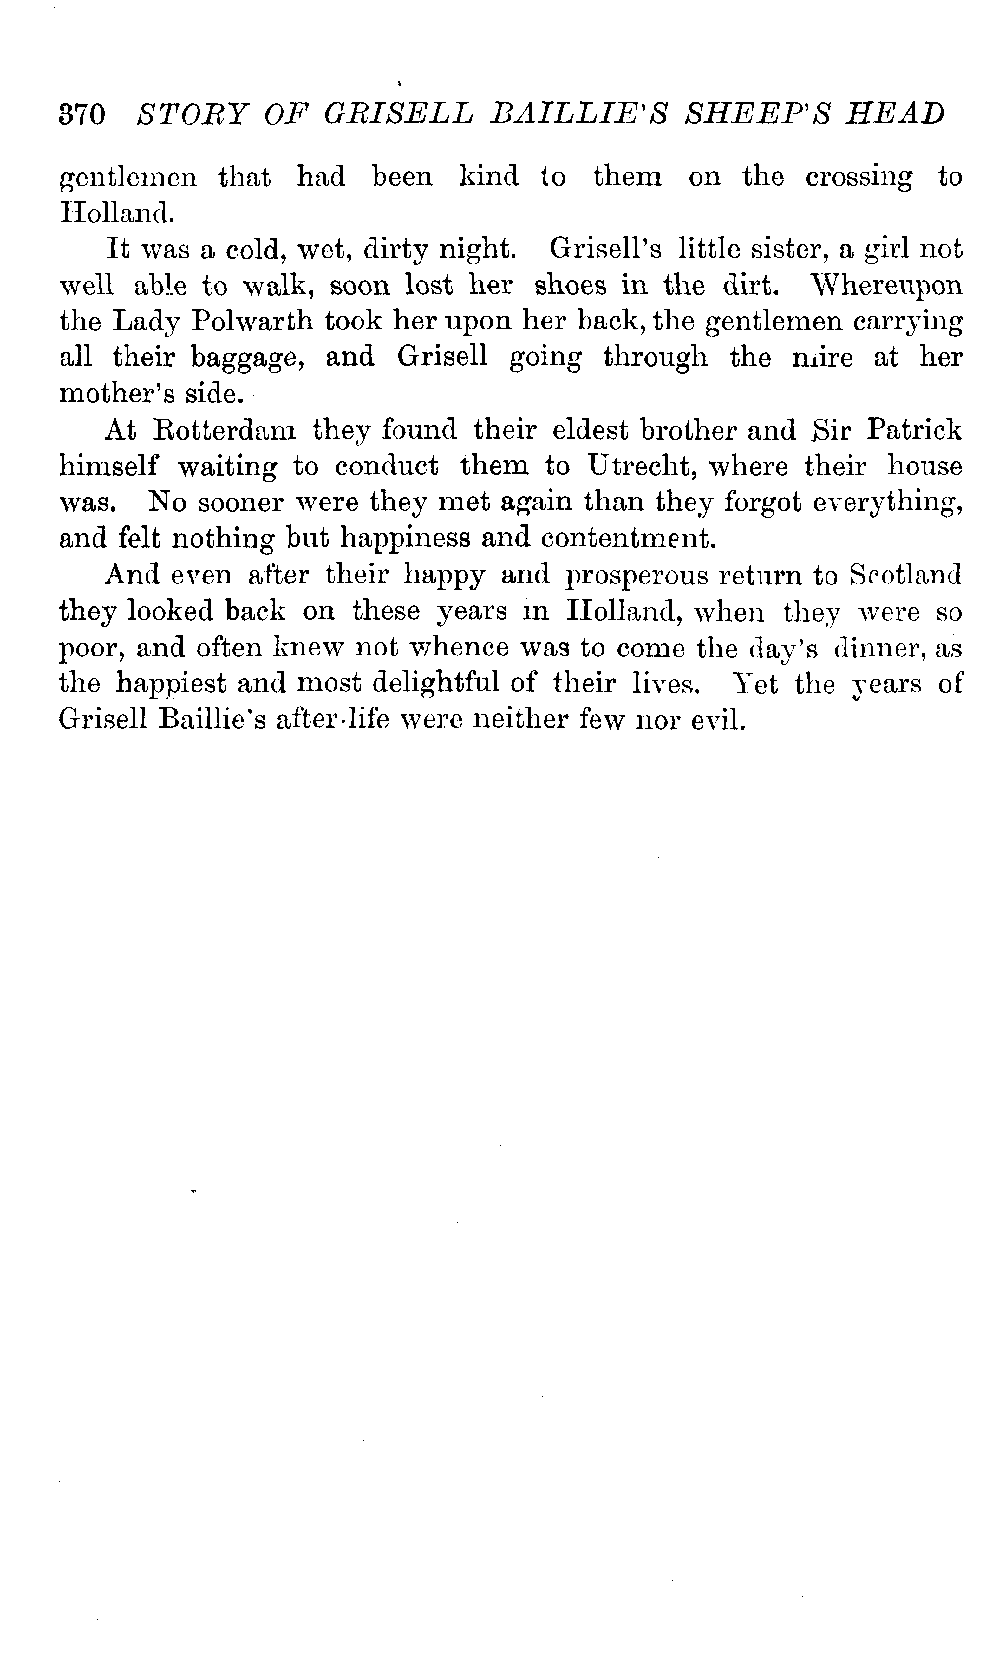 370 STORY OF GRISELL BAILLIE'S SHEEP'S HEAD
gentlemen that had been kind to them on the crossing to
Holland.
It was a cold, wet, dirty night. Grisell's little sister, a girl not
well able to walk, soon lost her shoes in the dirt. Whereupon
the Lady Polwarth took her upon her back, the gentlemen carrying
all their baggage, and Grisell going through the mire at her
mother's side.
At Rotterdam they found their eldest brother and Sir Patrick
himself waiting to conduct them to Utrecht, where their house
was. No sooner were they met again than they forgot everything,
and felt nothing but happiness and contentment.
And even after their happy and prosperous return to Scotland
they looked back on these years in Holland, when they were so
poor, and often knew not whence was to come the day's dinner, as
the happiest and most delightful of their lives. Yet the years of
Grisell Baillie's after-life were neither few nor evil.